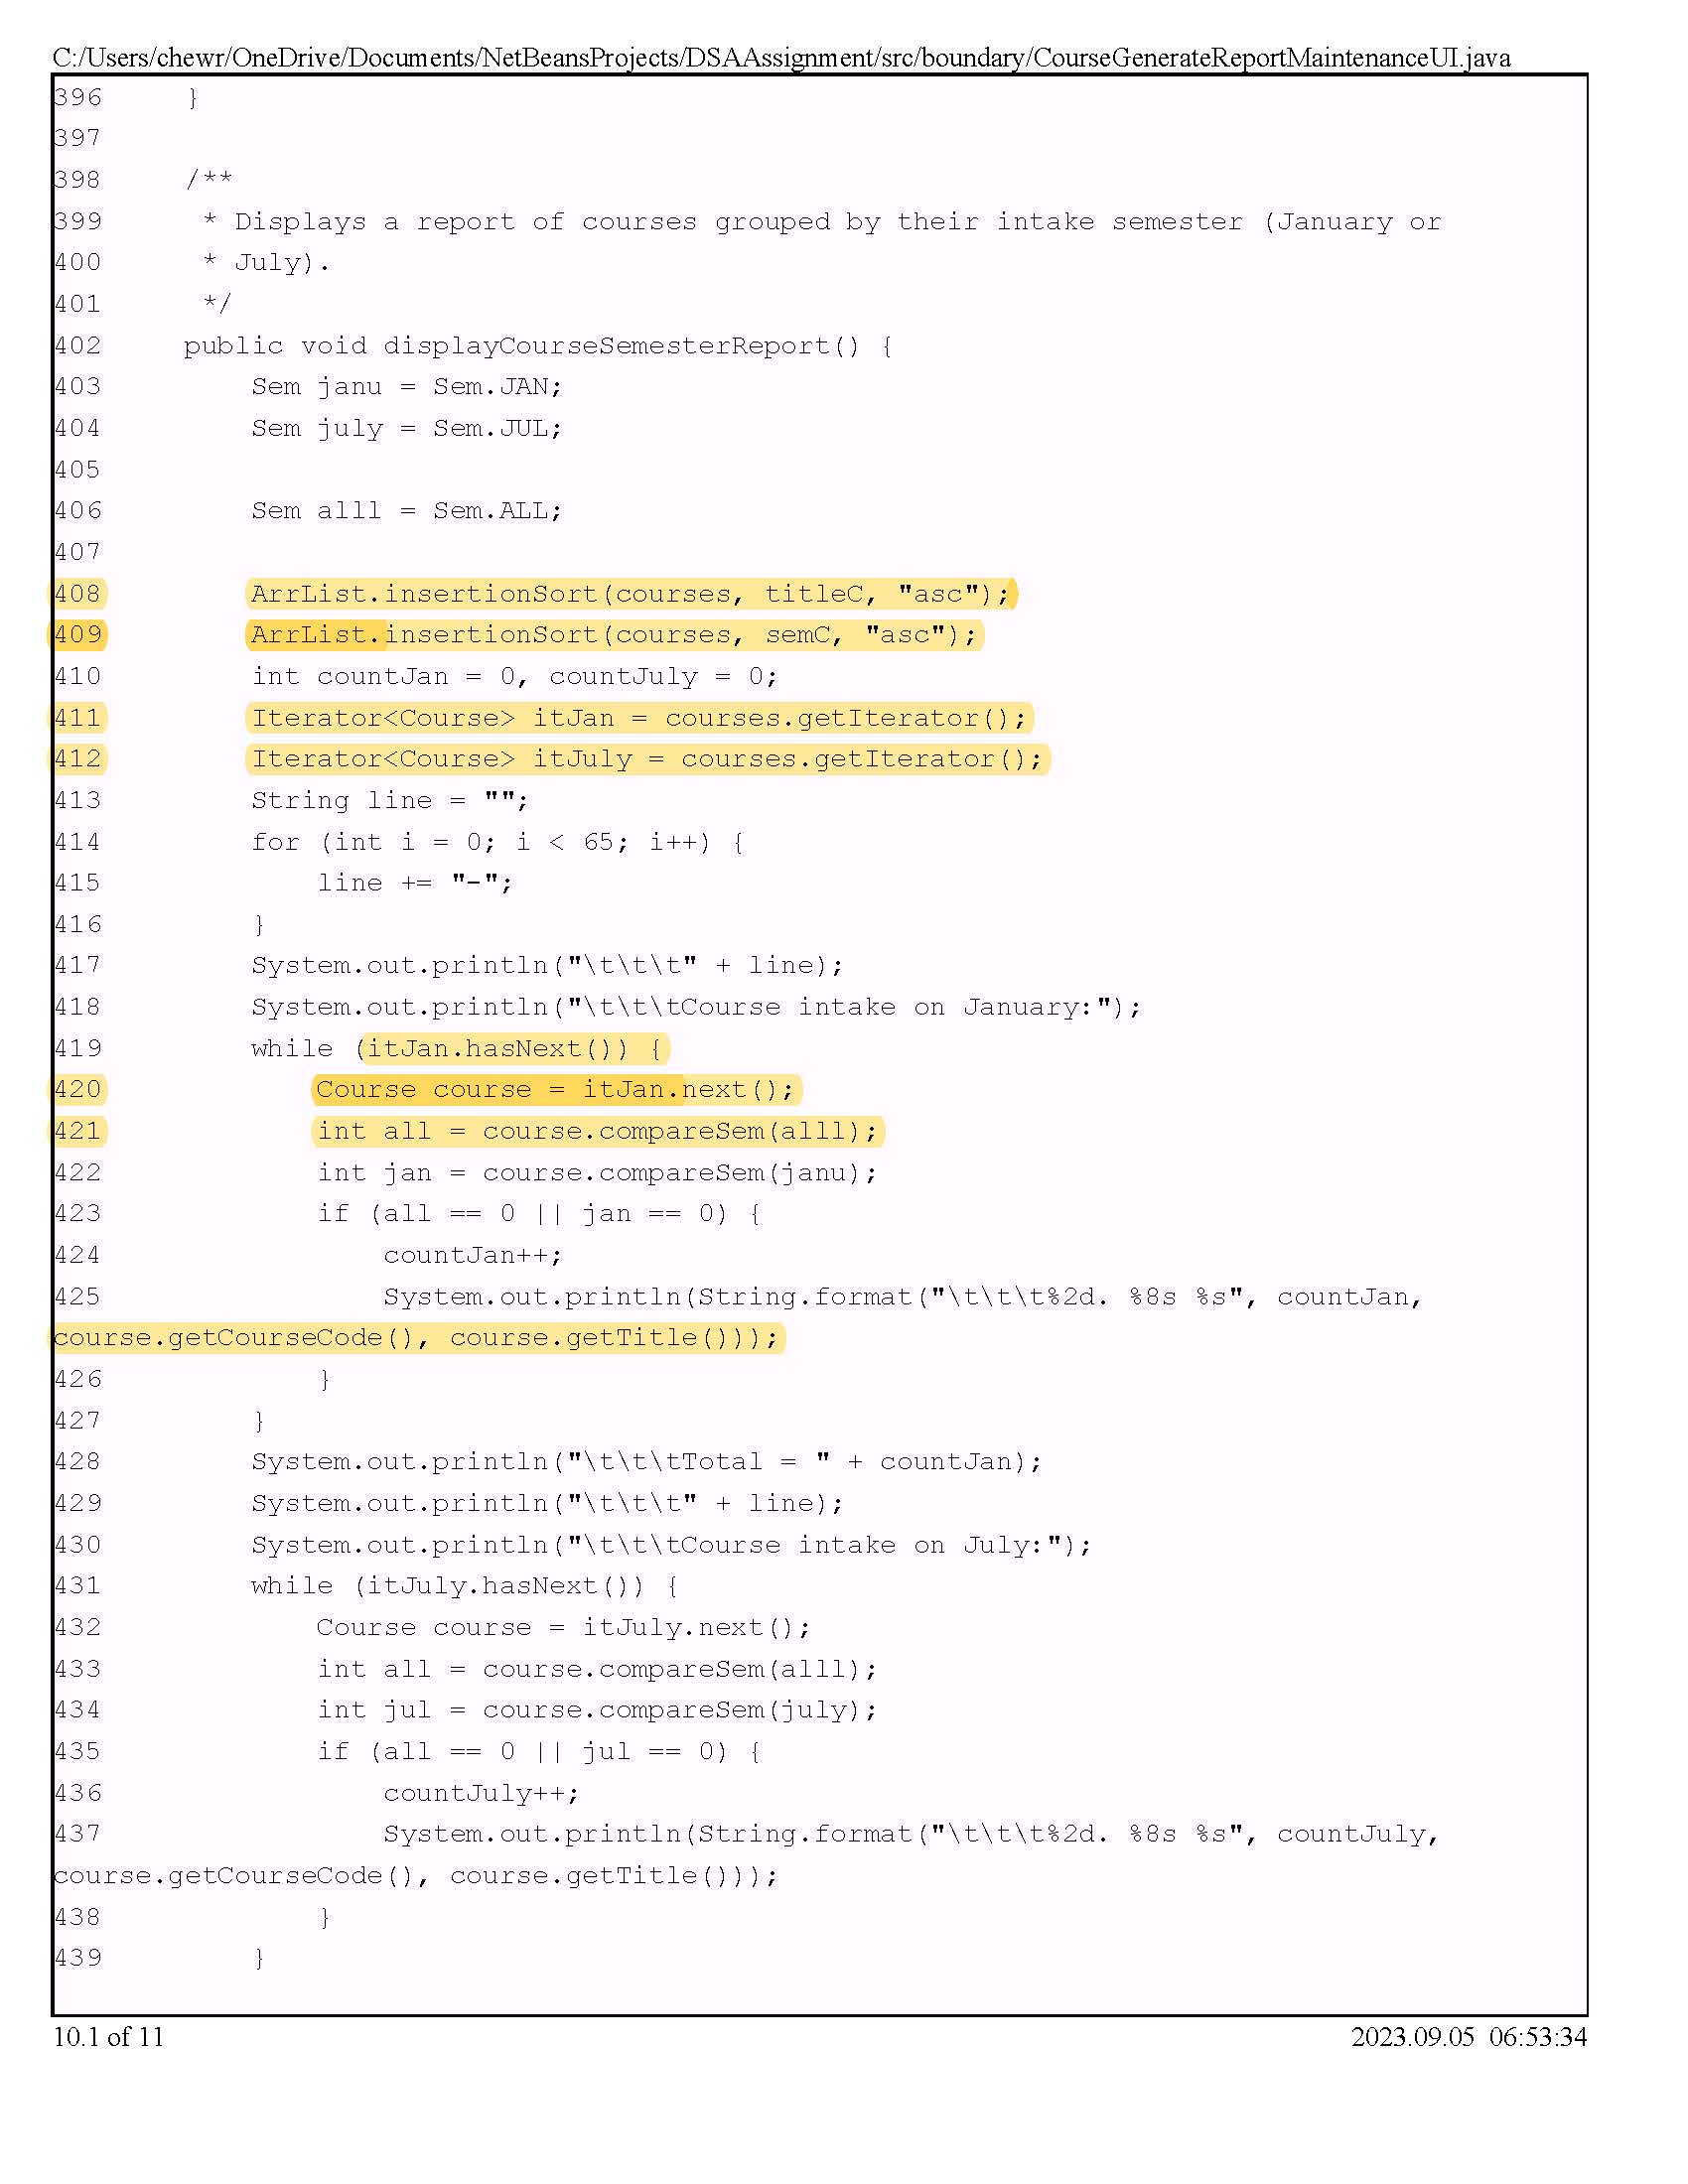 C:/Users/chewr/OneDrive/Documents/NetBeansProjects/DSAAssignment/src/boundary/CourseGenerateReportMaintenanceUI.java
396     }
397
398     /**
399      * Displays a report of courses grouped by their intake semester (January or
400      * July).
401      */
402     public void displayCourseSemesterReport() {
403         Sem janu = Sem.JAN;
404         Sem july = Sem.JUL;
405
406         Sem alll = Sem.ALL;
407
408         ArrList.insertionSort(courses, titleC, "asc");
409         ArrList.insertionSort(courses, semC, "asc");
410         int countJan = 0, countJuly = 0;
411         Iterator<Course> itJan = courses.getIterator();
412         Iterator<Course> itJuly = courses.getIterator();
413         String line = "";
414         for (int i = 0; i < 65; i++) {
415             line += "-";
416         }
417         System.out.println("\t\t\t" + line);
418         System.out.println("\t\t\tCourse intake on January:");
419         while (itJan.hasNext()) {
420             Course course = itJan.next();
421             int all = course.compareSem(alll);
422             int jan = course.compareSem(janu);
423             if (all == 0 || jan == 0) {
424                 countJan++;
425                 System.out.println(String.format("\t\t\t%2d. %8s %s", countJan,
course.getCourseCode(), course.getTitle()));
426             }
427         }
428         System.out.println("\t\t\tTotal = " + countJan);
429         System.out.println("\t\t\t" + line);
430         System.out.println("\t\t\tCourse intake on July:");
431         while (itJuly.hasNext()) {
432             Course course = itJuly.next();
433             int all = course.compareSem(alll);
434             int jul = course.compareSem(july);
435             if (all == 0 || jul == 0) {
436                 countJuly++;
437                 System.out.println(String.format("\t\t\t%2d. %8s %s", countJuly,
course.getCourseCode(), course.getTitle()));
438             }
439         }
10.1 of 11
2023.09.05 06:53:34